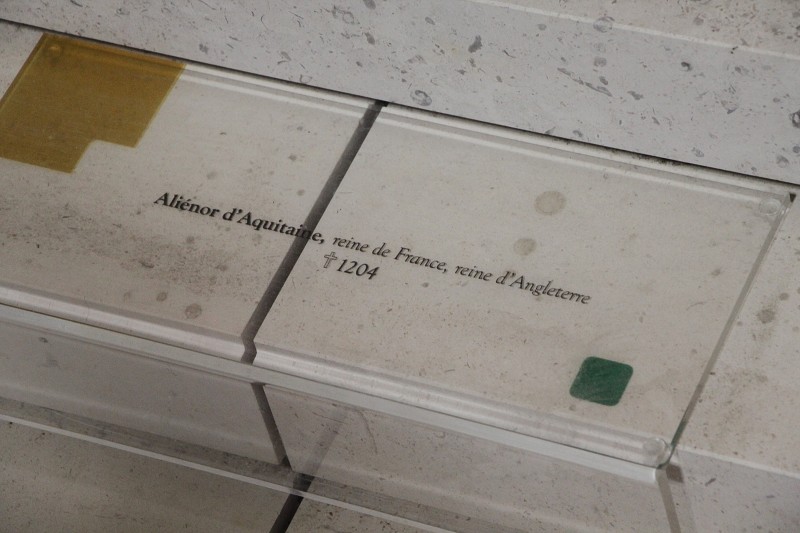 Aliénor d'Aquitaine, reine de France, reine d'Angleterre
✝1204